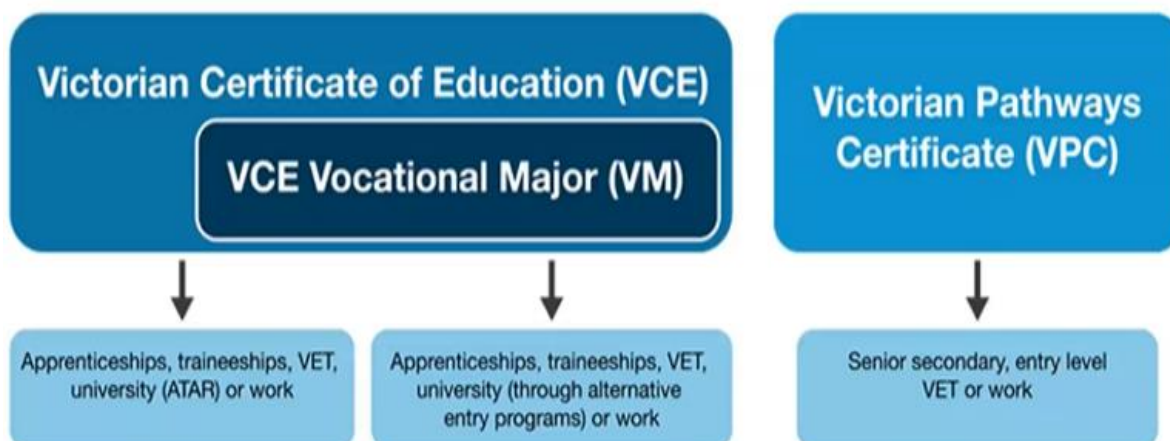 Victorian Certificate of Education (VCE)
VCE Vocational Major (VM)
Victorian Pathways
Certificate (VPC)
Apprenticeships, traineeships, VET,
university (ATAR) or work
Apprenticeships, traineeships, VET,
university (through alternative
entry programs) or work
Senior secondary, entry level
VET or work